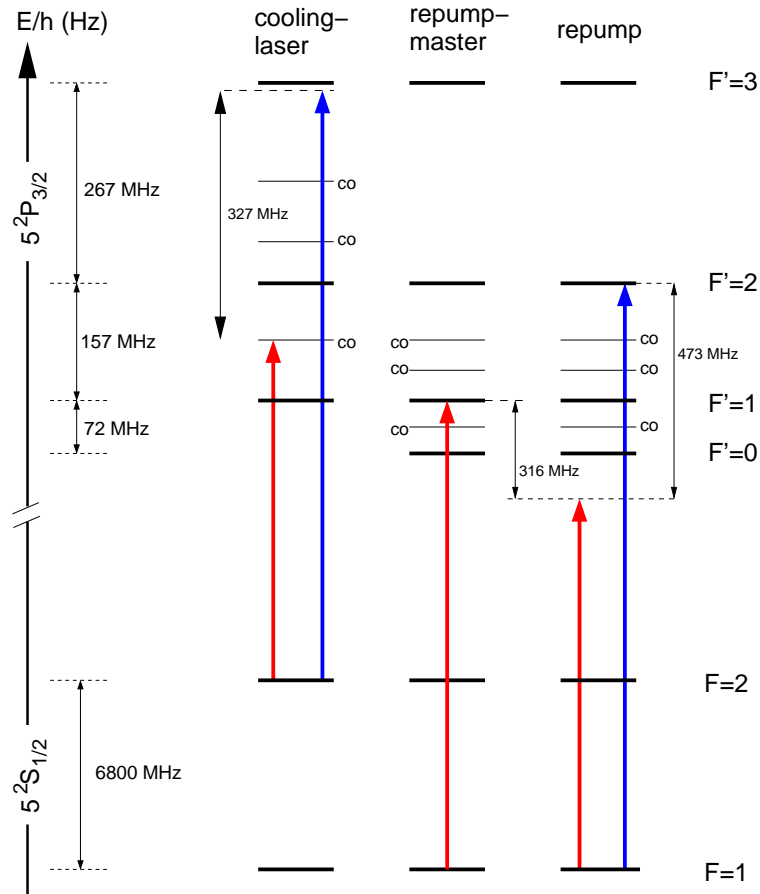 E/h (Hz)
cooling−
laser
repump−
master
repump
F'=3
267 MHz
5 ²P3/2
co
327 MHz
co
F'=2
157 MHz
co
co
co
473 MHz
co
co
F'=1
72 MHz
co
co
F'=0
316 MHz
F=2
6800 MHz
5 ²S1/2
F=1